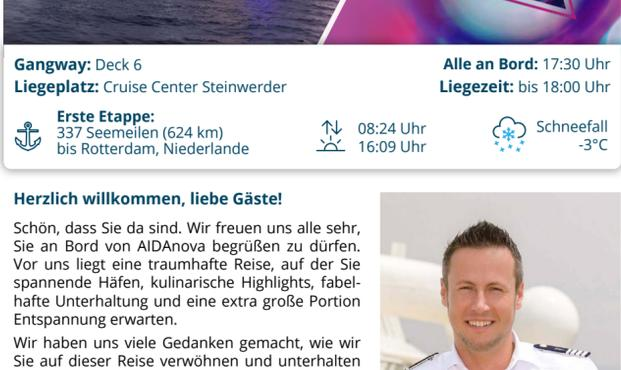 Gangway: Deck 6
Alle an Bord: 17:30 Uhr
Liegeplatz: Cruise Center Steinwerder
Liegezeit: bis 18:00 Uhr
Erste Etappe:
337 Seemeilen (624 km)
bis Rotterdam, Niederlande
08:24 Uhr
16:09 Uhr
Schneefall
-3°C
Herzlich willkommen, liebe Gäste!
Schön, dass Sie da sind. Wir freuen uns alle sehr,
Sie an Bord von AIDAnova begrüßen zu dürfen.
Vor uns liegt eine traumhafte Reise, auf der Sie
spannende Häfen, kulinarische Highlights, fabel-
hafte Unterhaltung und eine extra große Portion
Entspannung erwarten.
Wir haben uns viele Gedanken gemacht, wie wir
Sie auf dieser Reise verwöhnen und unterhalten